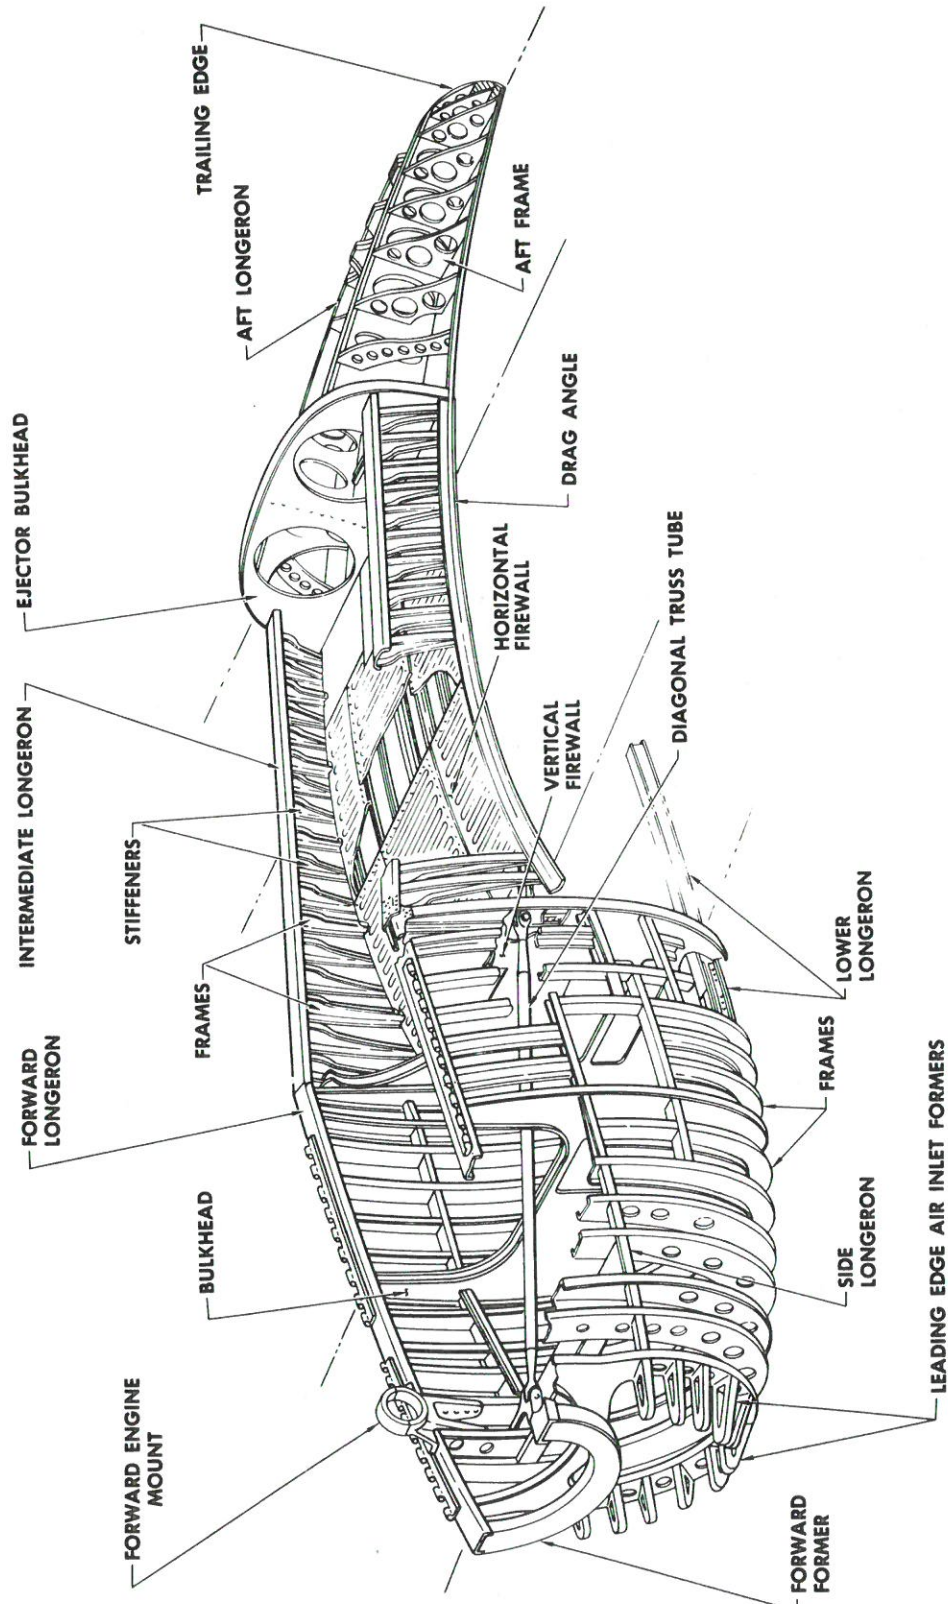 FORWARD ENGINE
MOUNT
BULKHEAD
FORWARD
LONGERON
FRAMES
STIFFENERS
INTERMEDIATE LONGERON
EJECTOR BULKHEAD
AFT LONGERON
TRAILING EDGE
AFT FRAME
DRAG ANGLE
HORIZONTAL
FIREWALL
VERTICAL
FIREWALL
DIAGONAL TRUSS TUBE
LOWER
LONGERON
FRAMES
SIDE
LONGERON
LEADING EDGE AIR INLET FORMERS
FORWARD
FORMER